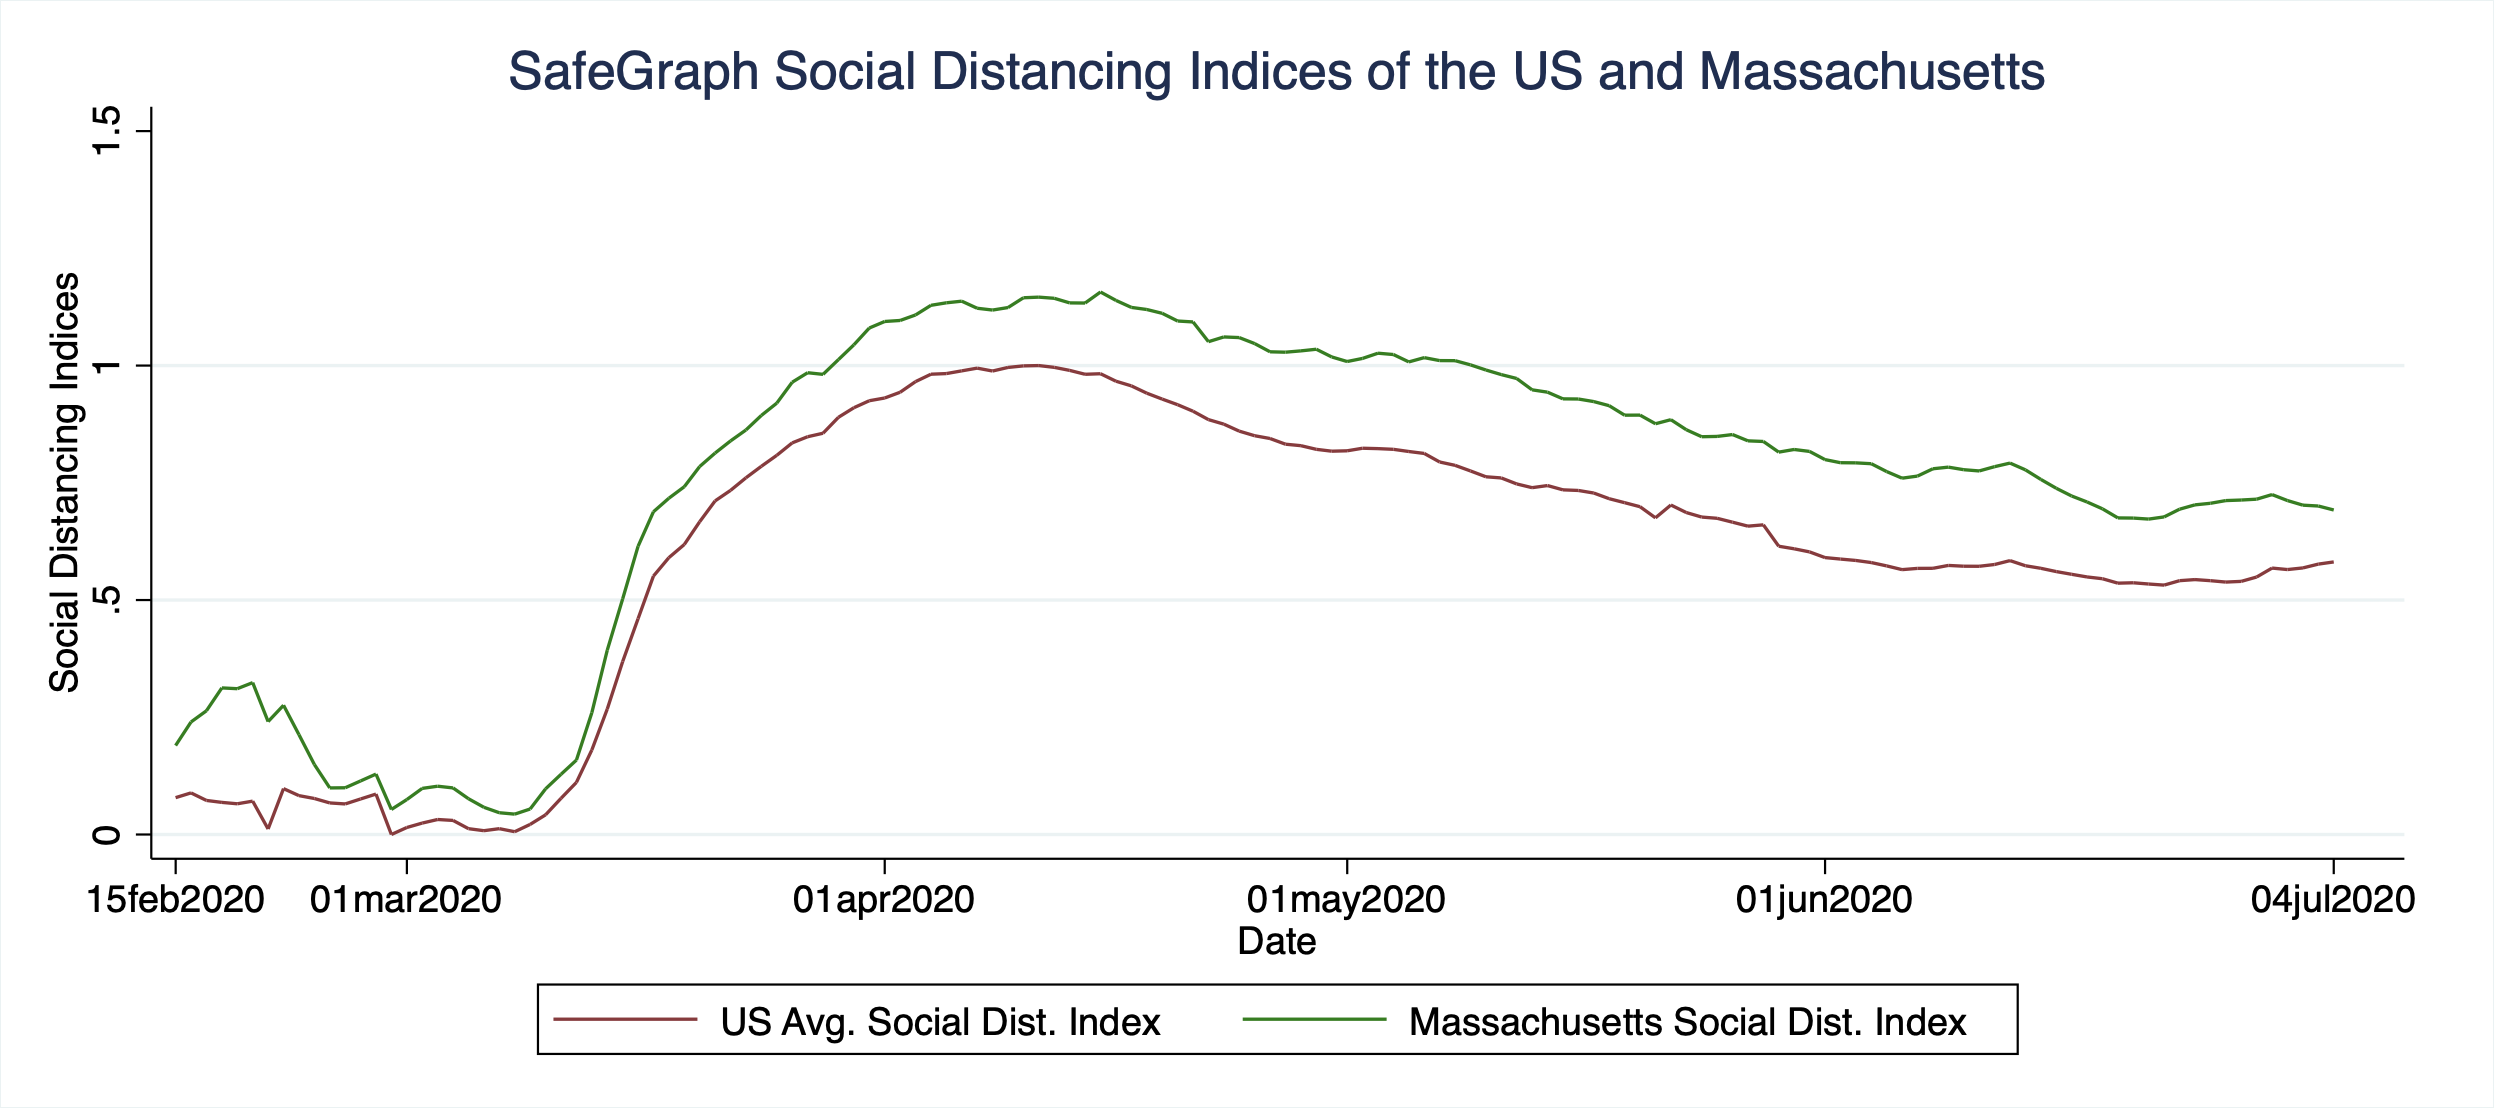 SafeGraph Social Distancing Indices of the US and Massachusetts
Social Distancing Indices
1.5
1
.5
0
15feb2020 01mar2020 01apr2020 01may2020 01jun2020 04jul2020
Date
US Avg. Social Dist. Index Massachusetts Social Dist. Index